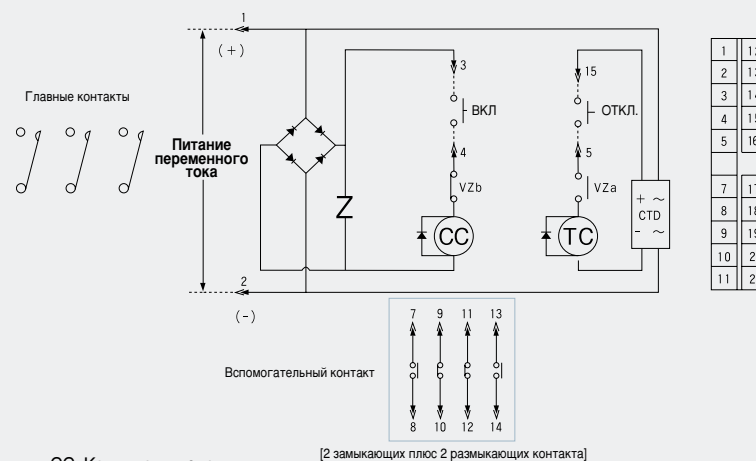 1
(+)
Главные контакты
Питание
переменного
тока
3
ВКЛ
4
VZb
CC
Z
15
ОТКЛ.
5
VZa
TC
+ ~
CTD
- ~
2
(-)
7 9 11 13
Вспомогательный контакт
8 10 12 14
[2 замыкающих плюс 2 размыкающих контакта]
1
2
3
4
5 16
7
8
9
10
11